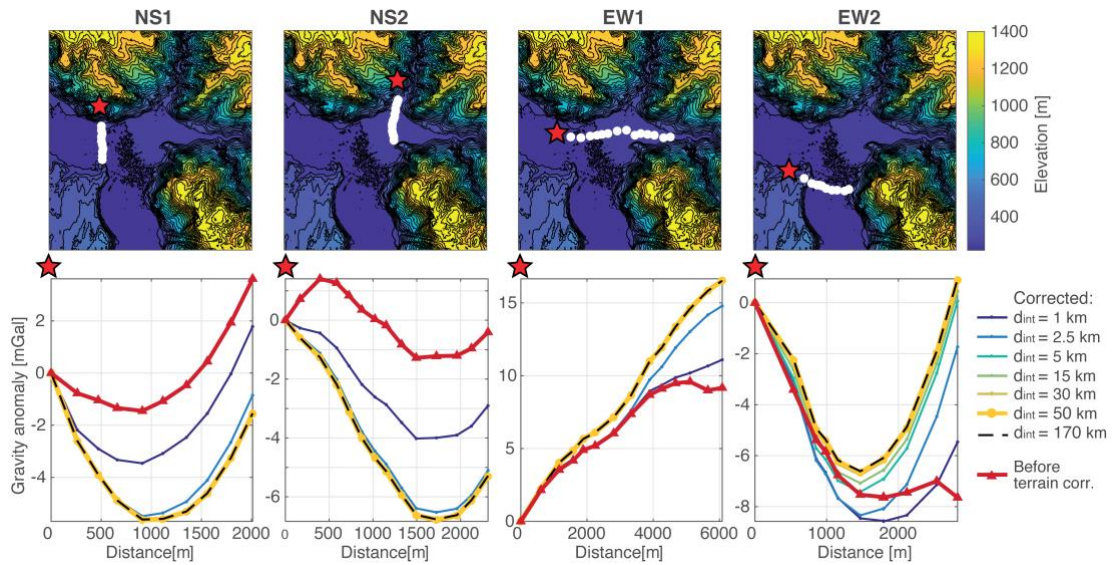 NS1 NS2 EW1 EW2
1400
1200
1000
800
600
400
Elevation [m]
Gravity anomaly [mGal]
2
0
-2
-4
0 500 1000 1500 2000
Distance[m]
0
-2
-4
-6
0 500 1000 1500 2000
Distance[m]
15
10
5
0
0 2000 4000 6000
Distance[m]
0
-2
-4
-6
-8
0 1000 2000
Distance [m]
Corrected:
dint = 1 km
dint = 2.5 km
dint = 5 km
dint = 15 km
dint = 30 km
dint = 50 km
dint = 170 km
Before
terrain corr.